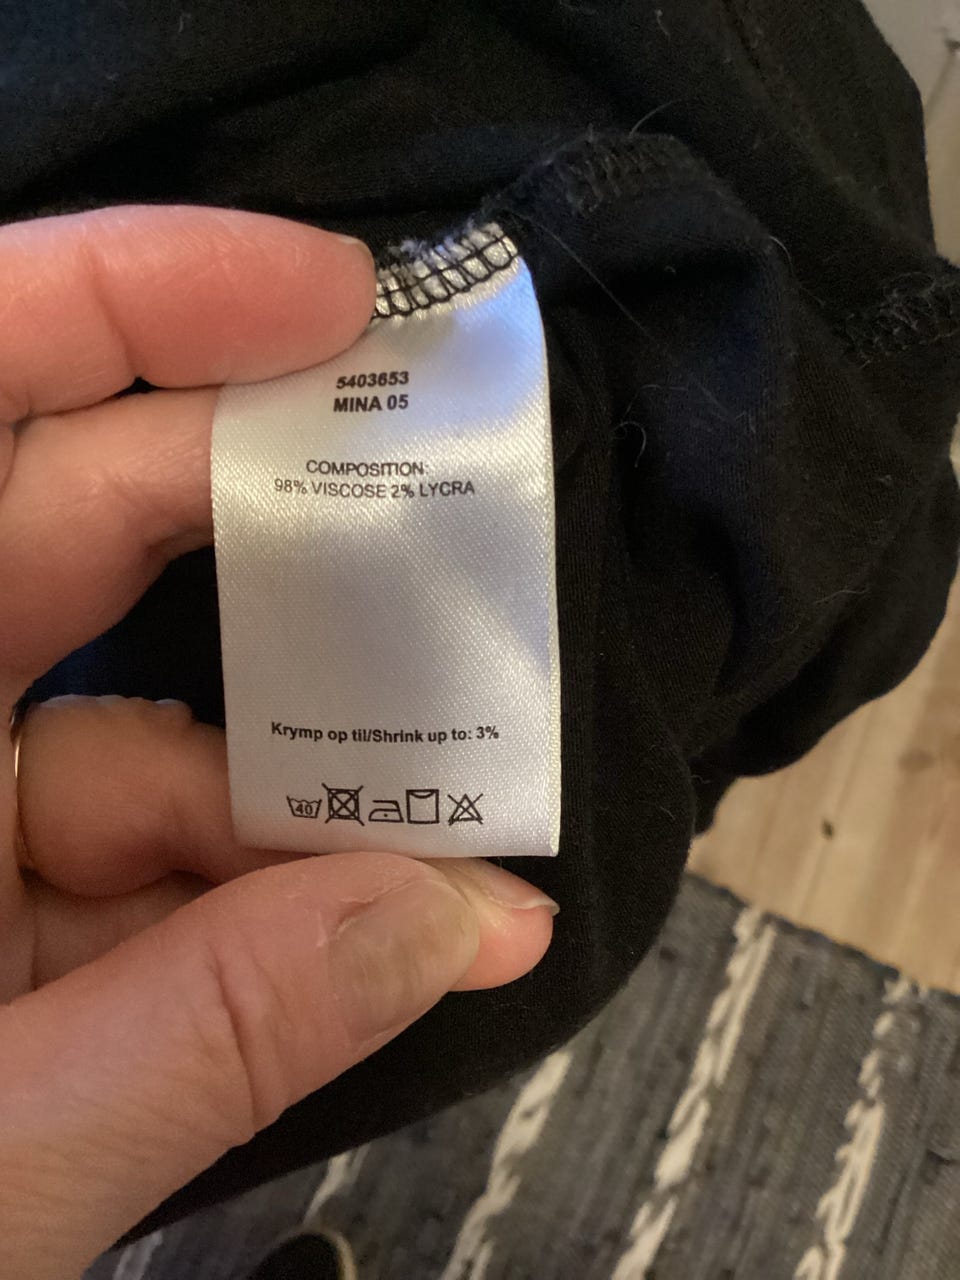 5403653
MINA 05
COMPOSITION:
98% VISCOSE 2% LYCRA
Krymp op til/Shrink up to: 3%
40